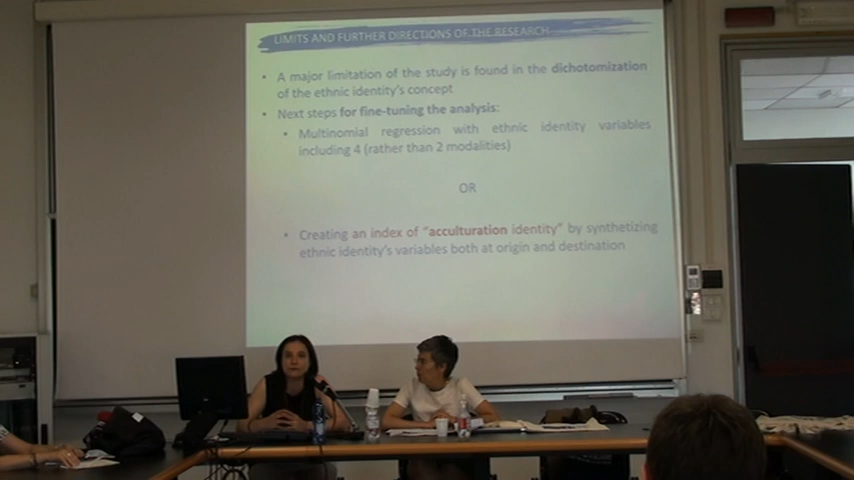 LIMITS AND FURTHER DIRECTIONS OF THE RESEARCH
• A major limitation of the study is found in the dichotomization
of the ethnic identity's concept
• Next steps for fine-tuning the analysis:
• Multinomial regression with ethnic identity variables
including 4 (rather than 2 modalities)
OR
• Creating an index of "acculturation identity" by synthetizing
ethnic identity's variables both at origin and destination